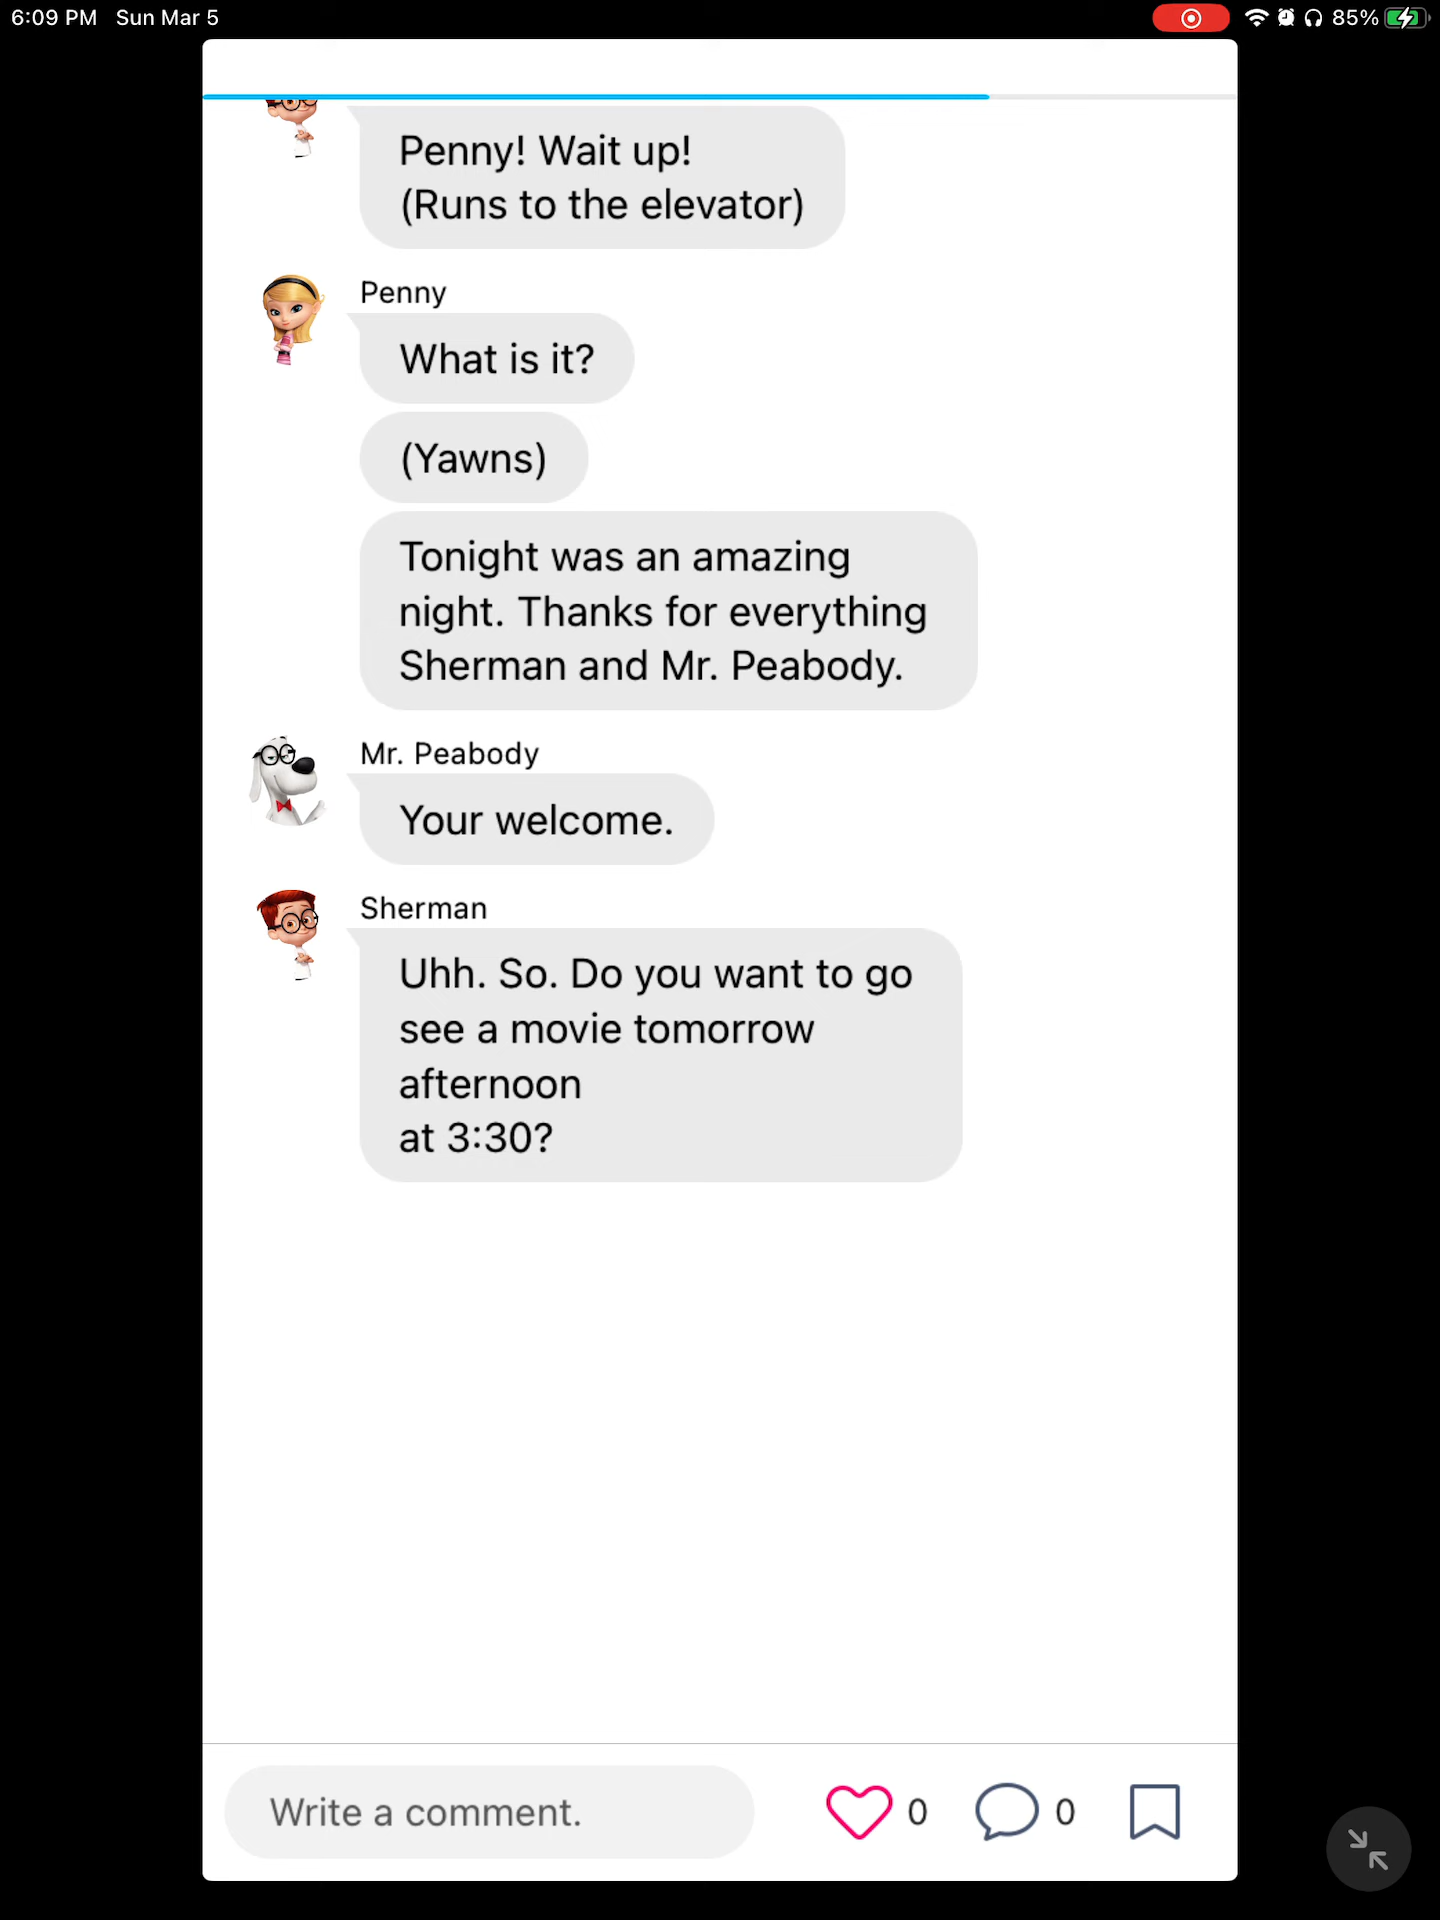 6:09 PM Sun Mar 5 85%
Penny! Wait up!
(Runs to the elevator)
Penny
What is it?
(Yawns)
Tonight was an amazing
night. Thanks for everything
Sherman and Mr. Peabody.
Mr. Peabody
Your welcome.
Sherman
Uhh. So. Do you want to go
see a movie tomorrow
afternoon
at 3:30?
Write a comment. 0 0